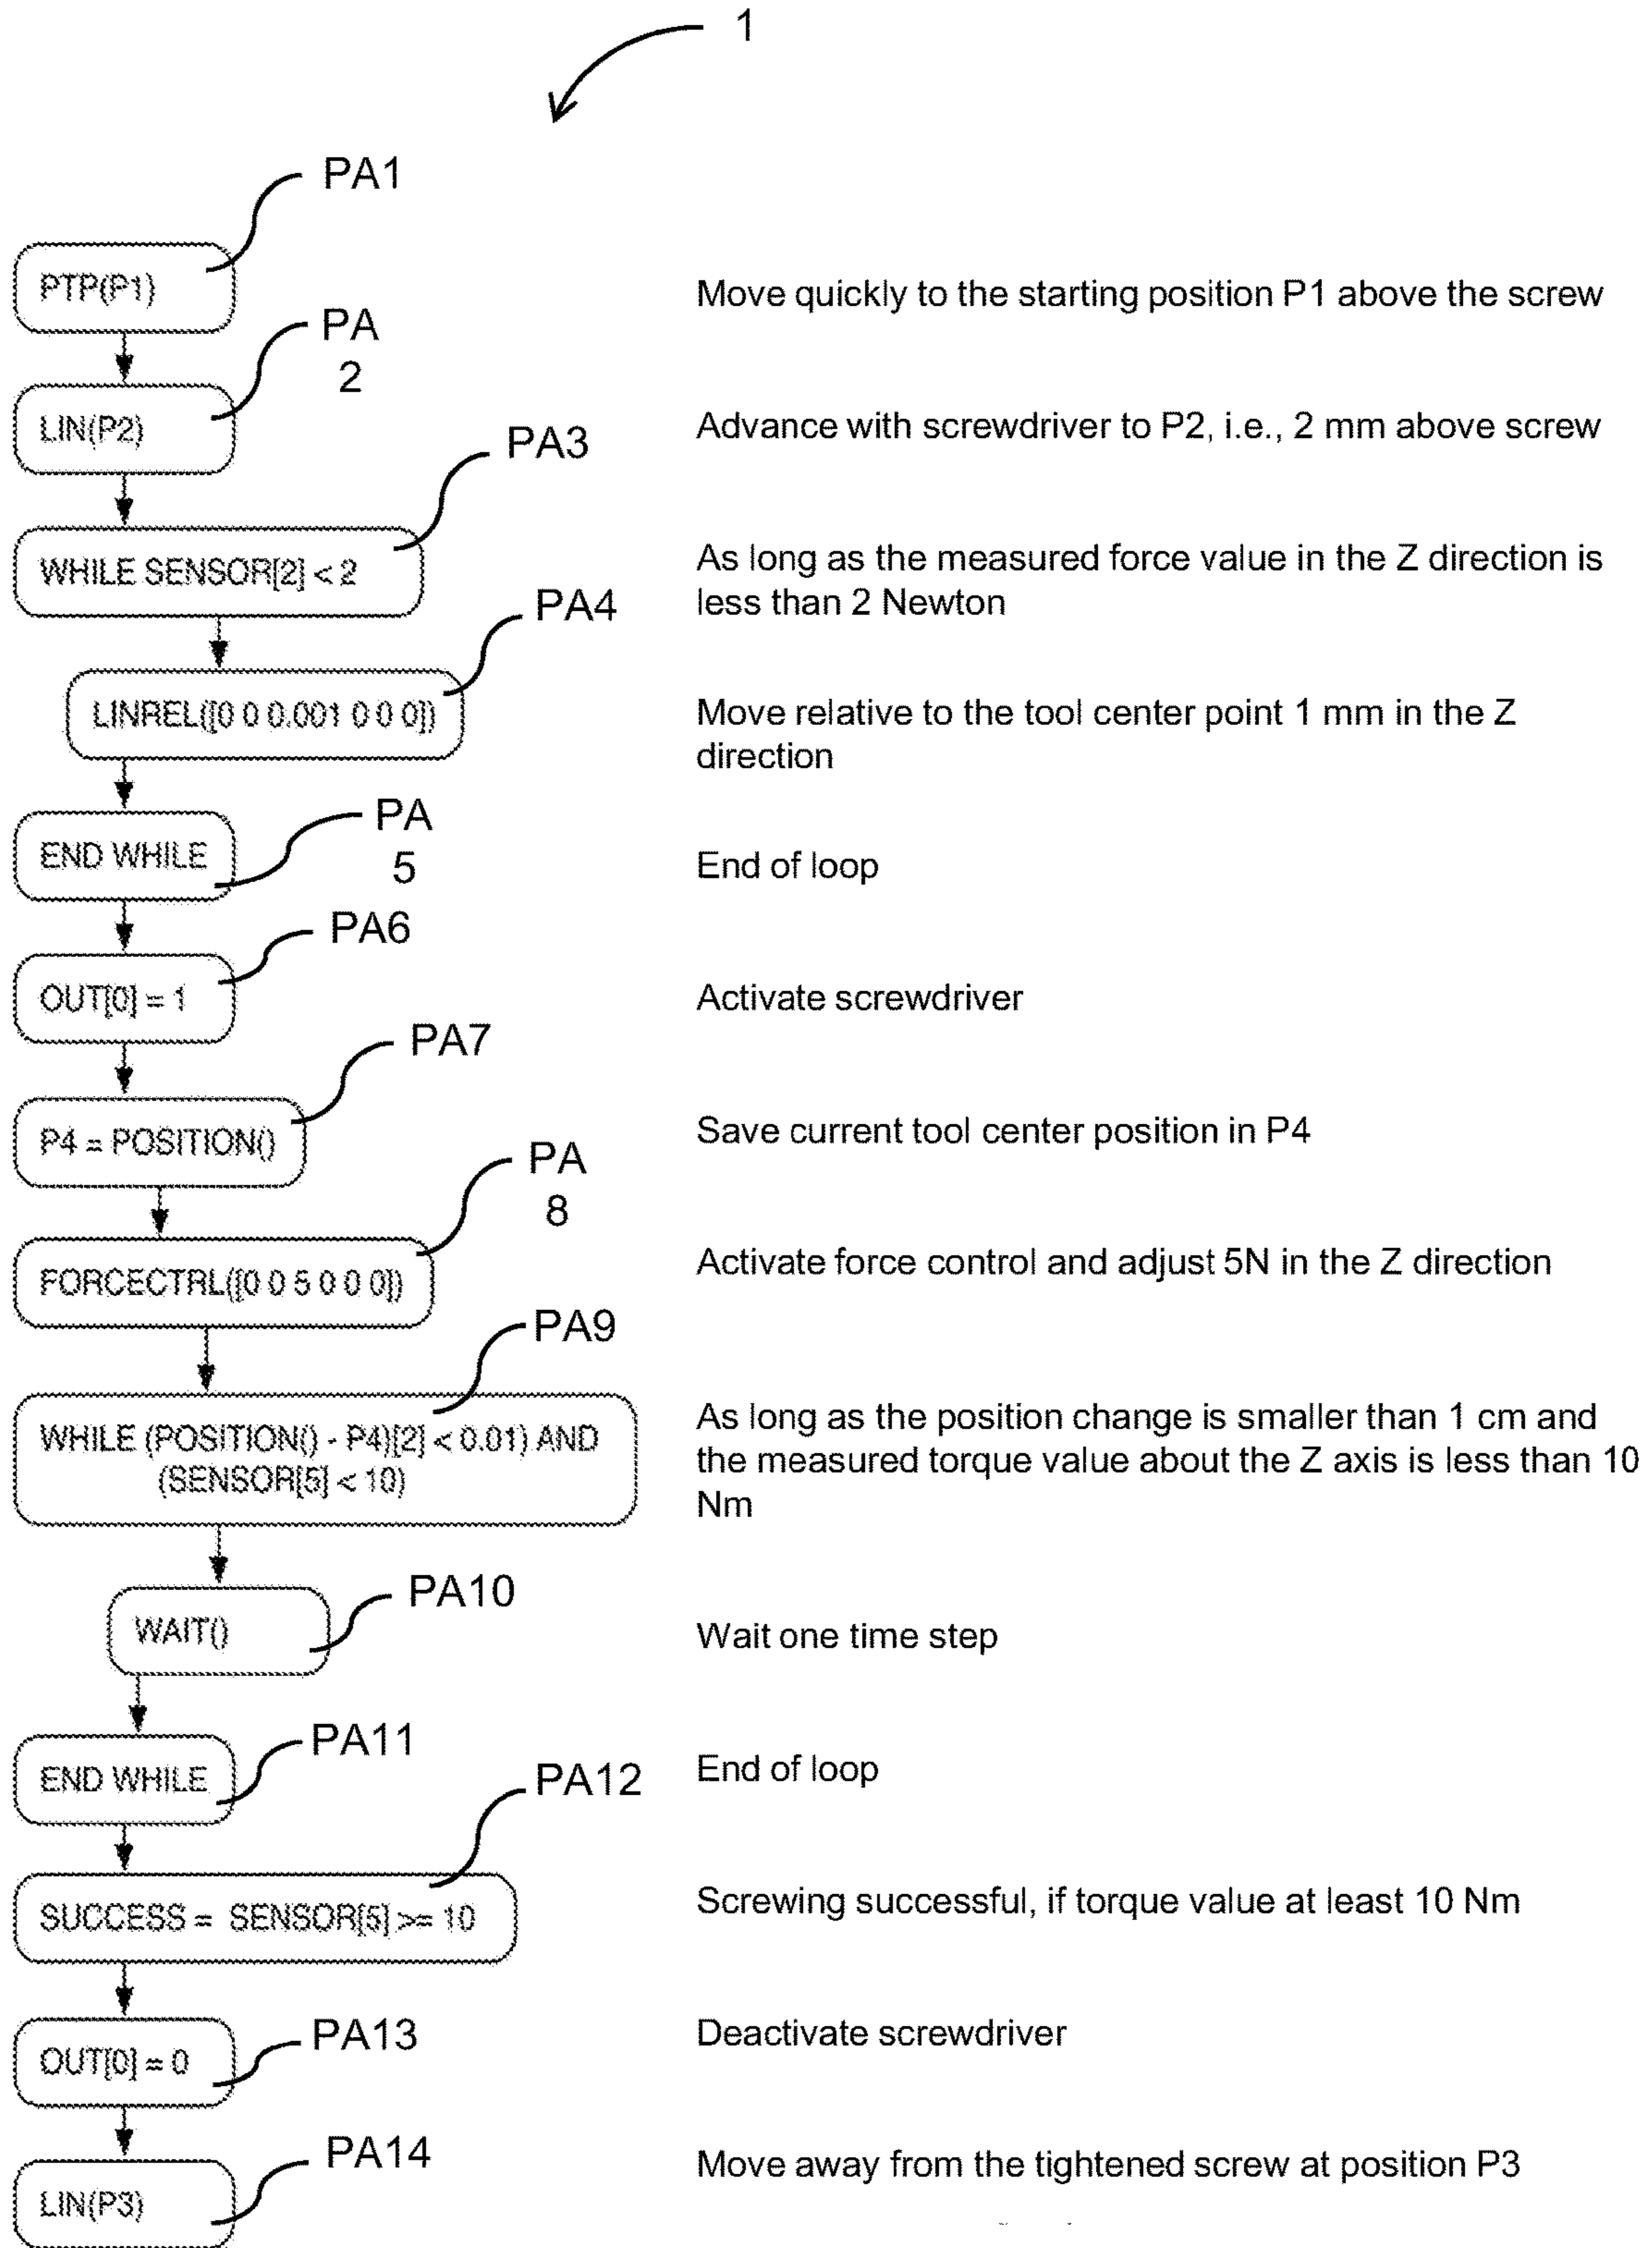 1
PA1
PTP(P1)
Move quickly to the starting position P1 above the screw
PA
2
LIN(P2)
Advance with screwdriver to P2, i.e., 2 mm above screw
PA3
WHILE SENSOR[2] < 2
As long as the measured force value in the Z direction is
less than 2 Newton
PA4
LINREL([0 0 0.001 0 0 0])
Move relative to the tool center point 1 mm in the Z
direction
PA
5
END WHILE
End of loop
PA6
OUT[0] = 1
Activate screwdriver
PA7
P4 = POSITION()
Save current tool center position in P4
PA
8
FORCECTRL([0 0 5 0 0 0])
Activate force control and adjust 5N in the Z direction
PA9
WHILE (POSITION() - P4)[2] < 0.01) AND
(SENSOR[5] < 10)
As long as the position change is smaller than 1 cm and
the measured torque value about the Z axis is less than 10
Nm
PA10
WAIT()
Wait one time step
PA11
END WHILE
End of loop
PA12
SUCCESS = SENSOR[5] >= 10
Screwing successful, if torque value at least 10 Nm
PA13
OUT[0] = 0
Deactivate screwdriver
PA14
LIN(P3)
Move away from the tightened screw at position P3